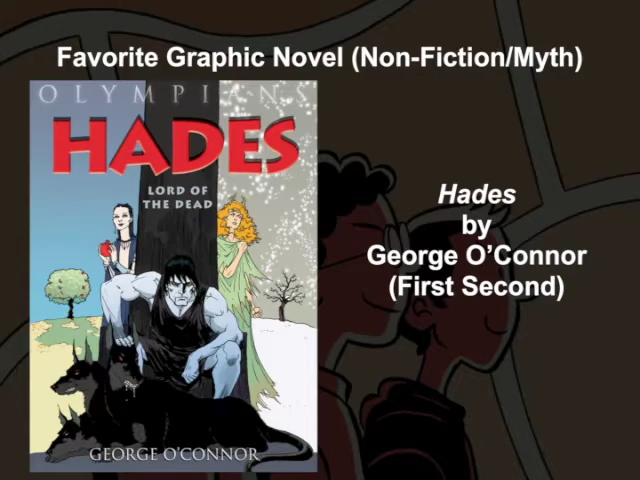 Favorite Graphic Novel (Non-Fiction/Myth)
OLYMPIANS
HADES
LORD OF
THE DEAD
GEORGE O'CONNOR
Hades
by
George O’Connor
(First Second)